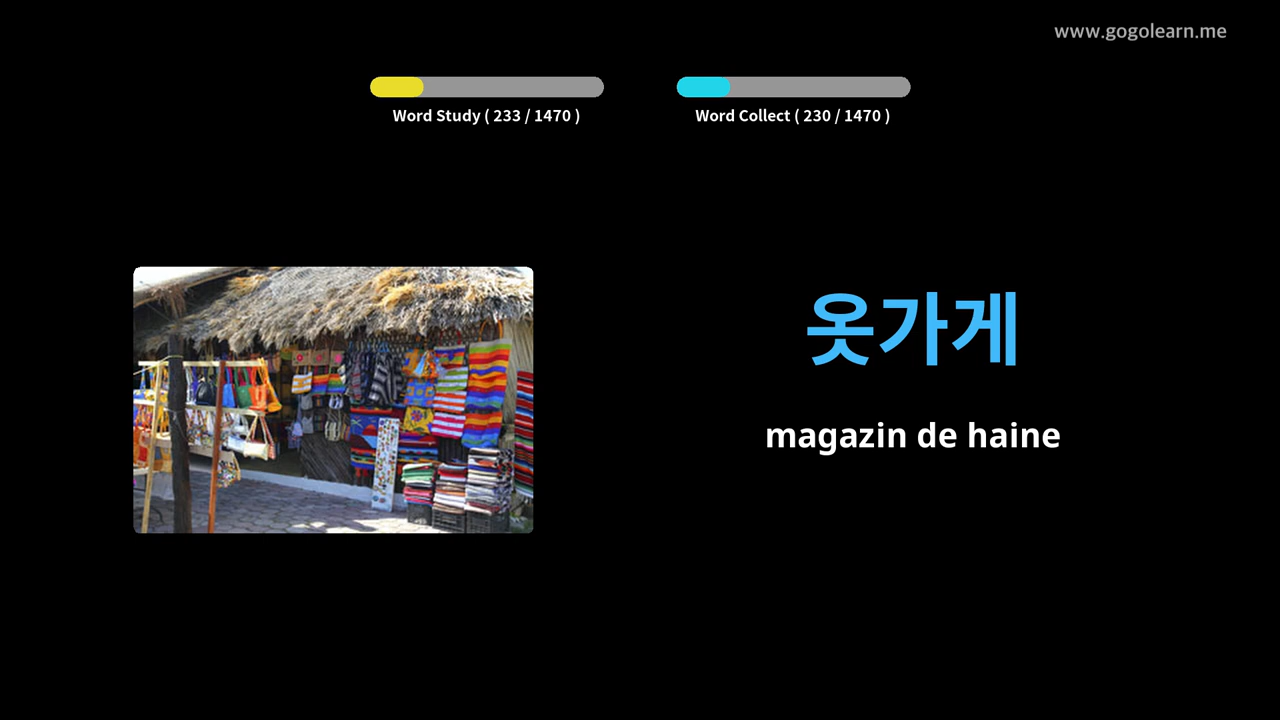 www.gogolearn.me
Word Study ( 233 / 1470 )
Word Collect ( 230 / 1470 )
옷가게
magazin de haine